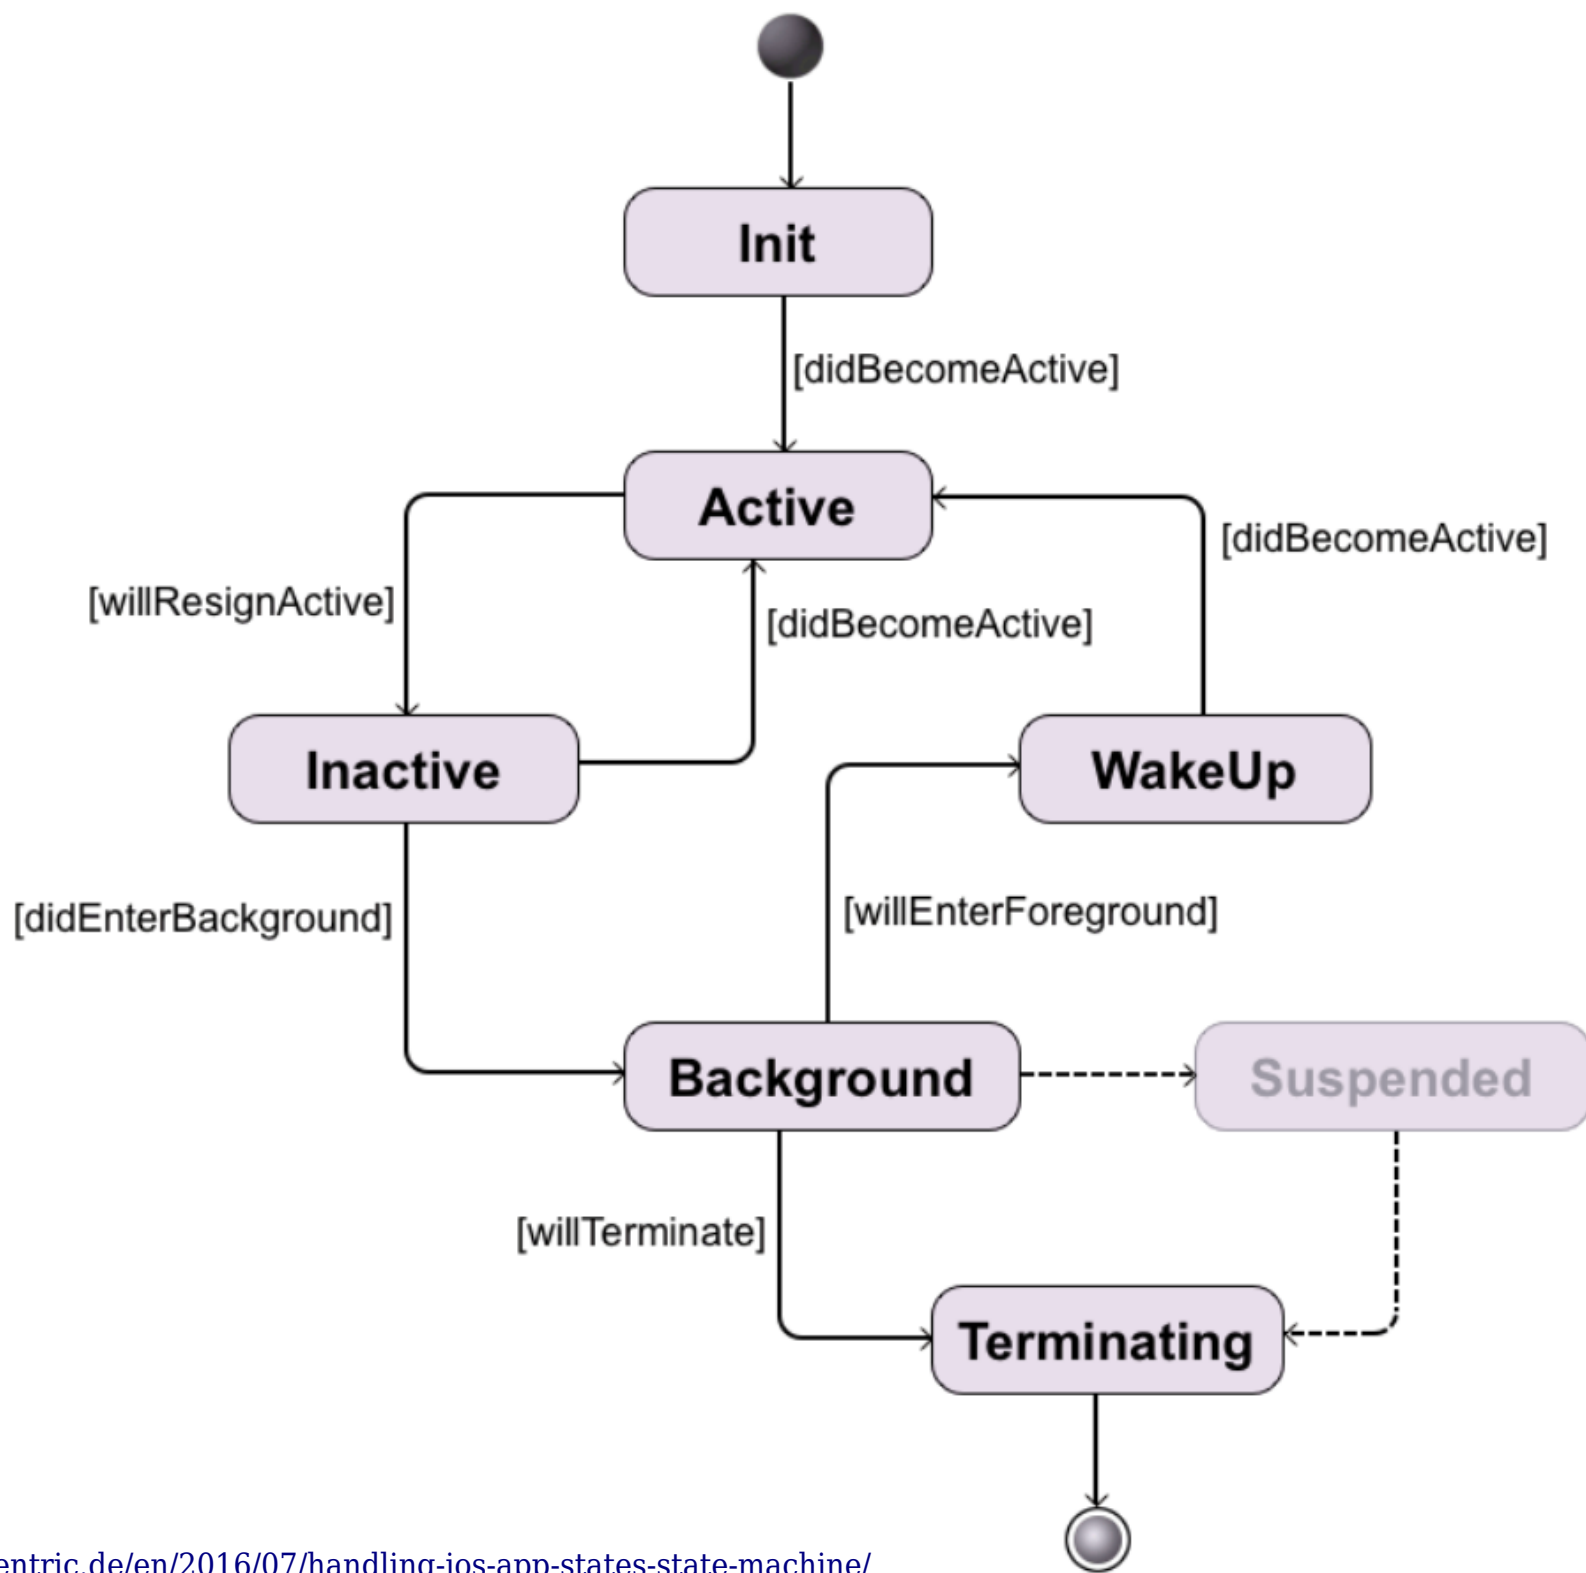 Init
[didBecomeActive]
Active
[didBecomeActive]
[willResignActive]
[didBecomeActive]
Inactive
WakeUp
[didEnterBackground]
[willEnterForeground]
Background
Suspended
[willTerminate]
Terminating
entric.de/en/2016/07/handling-ios-app-states-state-machine/